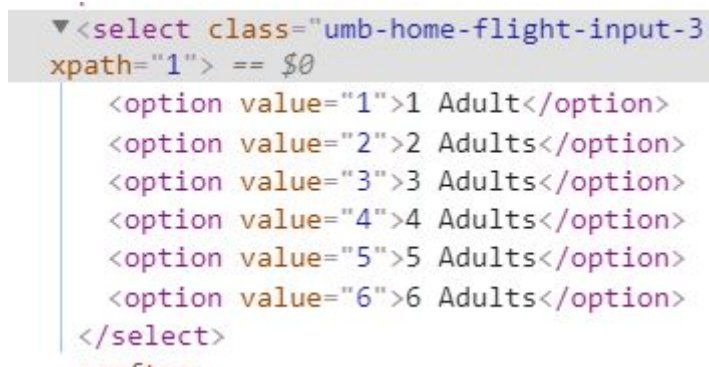 ▼<select class="umb-home-flight-input-3
xpath="1"> == $0
<option value="1">1 Adult</option>
<option value="2">2 Adults</option>
<option value="3">3 Adults</option>
<option value="4">4 Adults</option>
<option value="5">5 Adults</option>
<option value="6">6 Adults</option>
</select>